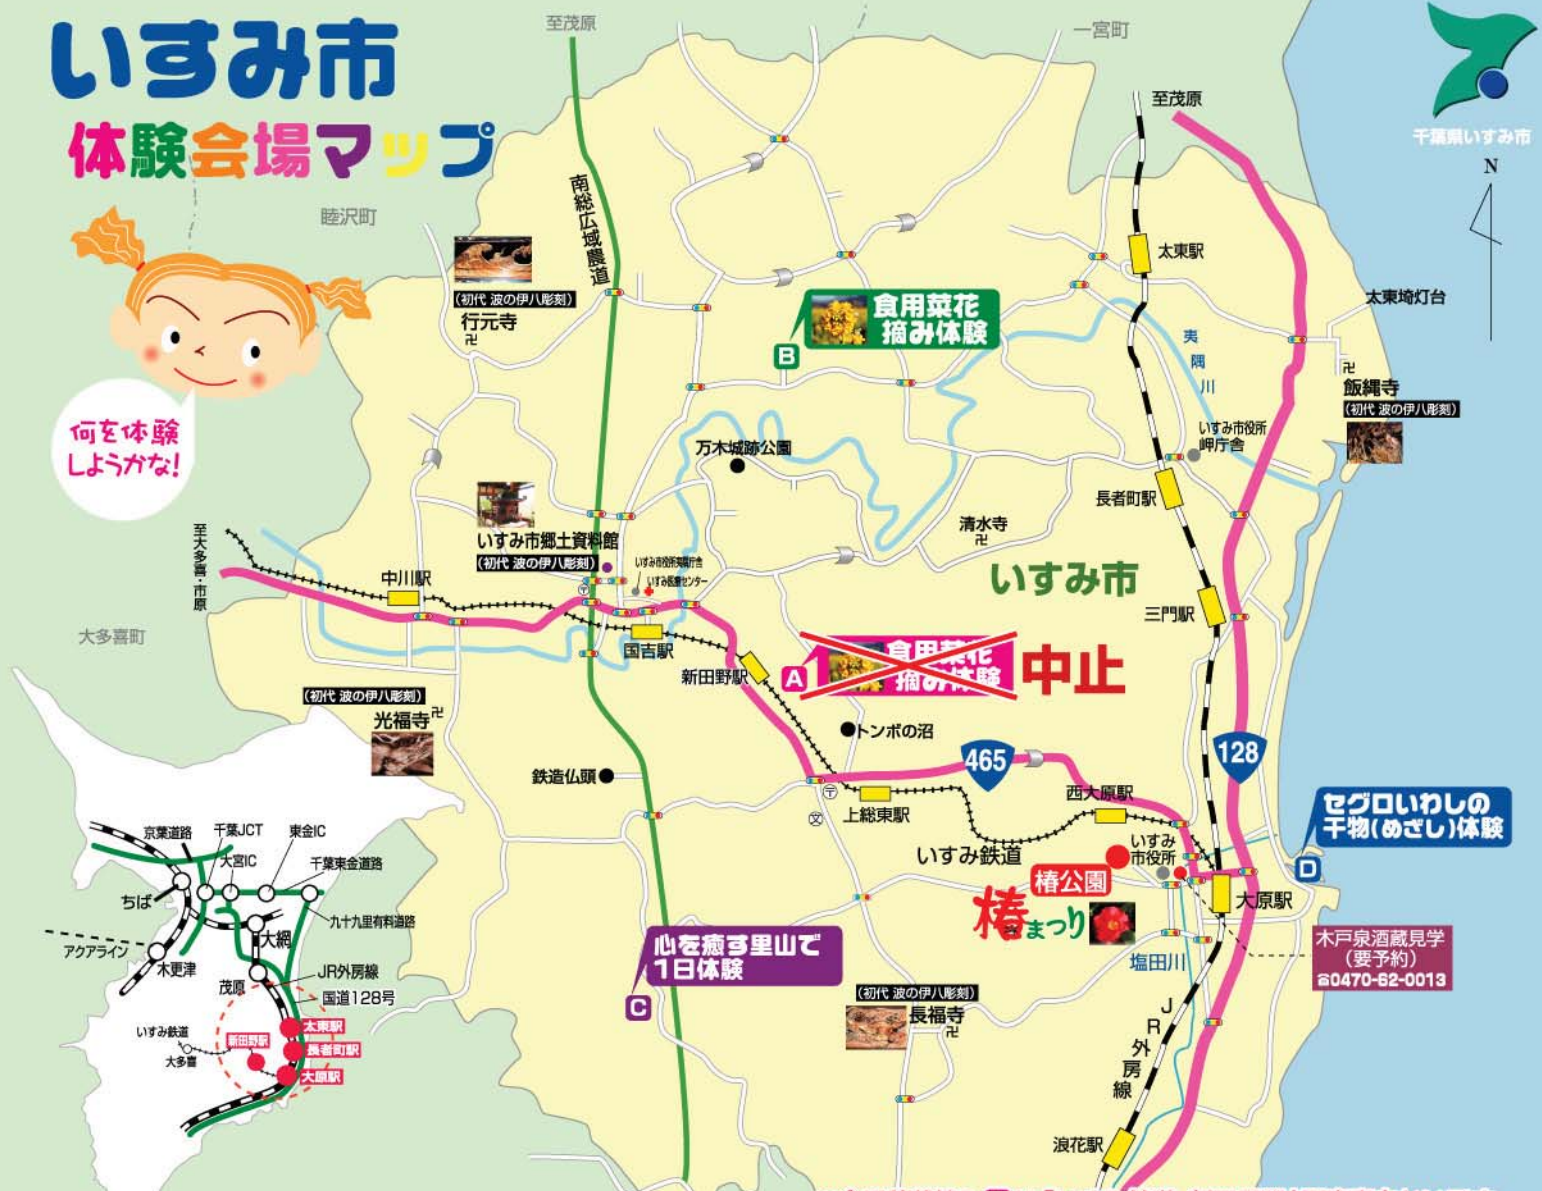 いすみ市
体験会場マップ
何を体験
しようかな!
至茂原
一宮町
睦沢町
大多喜町
千葉県いすみ市
N
至茂原
南総広域農道
太東駅
太東埼灯台
夷隅川
飯縄寺
(初代 波の伊八彫刻)
(初代 波の伊八彫刻)
行元寺
B
食用菜花
摘み体験
いすみ市役所
岬庁舎
長者町駅
万木城跡公園
清水寺
いすみ市郷土資料館
(初代 波の伊八彫刻)
いすみ市役所夷隅庁舎
いすみ医療センター
至大多喜・市原
中川駅
国吉駅
新田野駅
いすみ市
三門駅
A
食用菜花
摘み体験
中止
(初代 波の伊八彫刻)
光福寺
トンボの沼
鉄造仏頭
465
128
上総東駅
西大原駅
いすみ鉄道
いすみ
市役所
椿公園
椿まつり
大原駅
セグロいわしの
干物(めざし)体験
D
木戸泉酒蔵見学
(要予約)
☎0470-62-0013
塩田川
心を癒す里山で
1日体験
C
(初代 波の伊八彫刻)
長福寺
JR外房線
浪花駅
京葉道路
千葉JCT
東金IC
大宮IC
千葉東金道路
ちば
九十九里有料道路
アクアライン
木更津
大網
茂原
JR外房線
国道128号
いすみ鉄道
大多喜
新田野駅
太東駅
長者町駅
大原駅